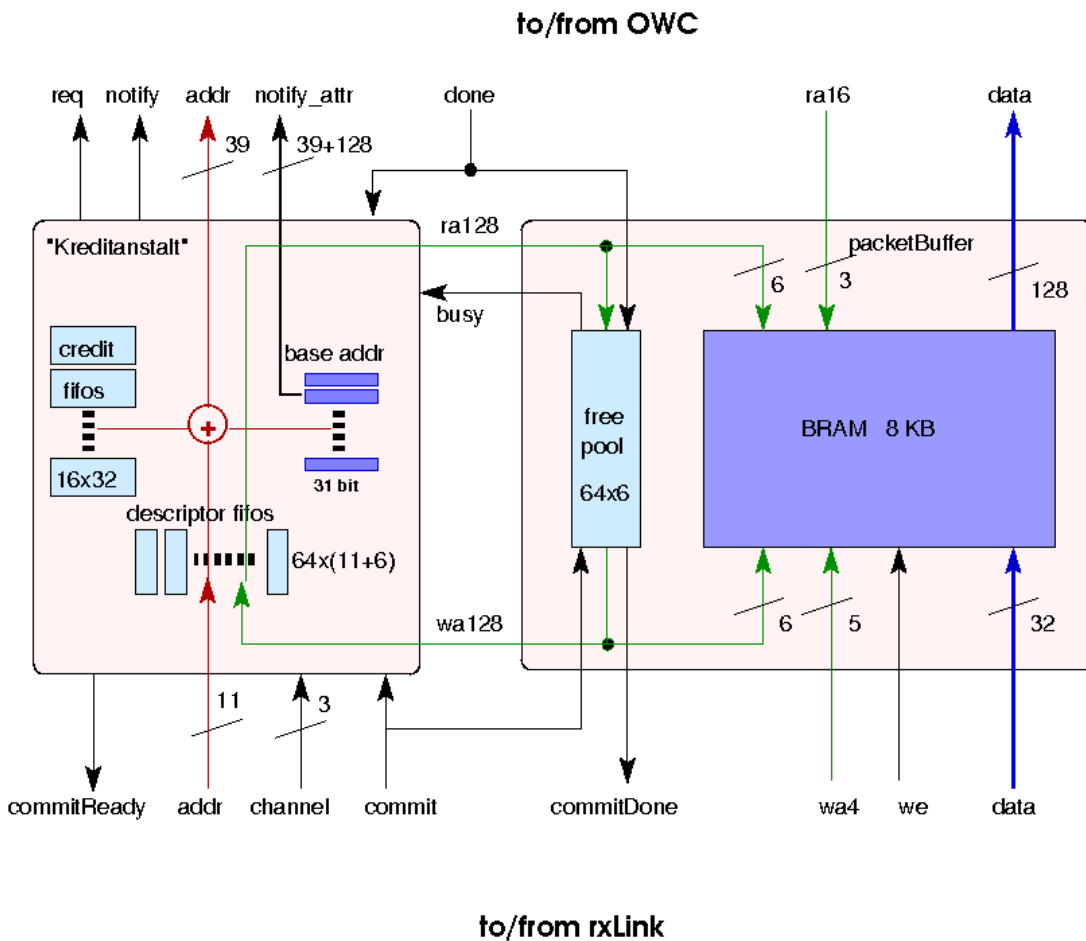 to/from OWC
req notify addr notify_attr done ra16 data
39 39+128
"Kreditanstalt" ra128 packetBuffer
6 3 128
busy
credit base addr
fifos free
+ pool BRAM 8 KB
16x32 31 bit 64x6
descriptor fifos
64x(11+6)
wa128 6 5 32
11 3
commitReady addr channel commit commitDone wa4 we data
to/from rxLink